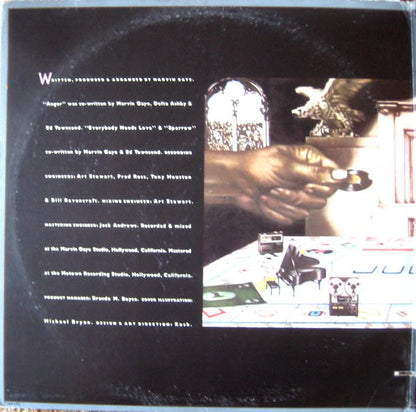 WRITTEN, PRODUCED & ARRANGED BY MARVIN GAYE.
"Anger" was co-written by Marvin Gaye, Delta Ashby &
Ed Townsend. "Everybody Needs Love" & "Sparrow"
co-written by Marvin Gaye & Ed Townsend. RECORDING
ENGINEERS: Art Stewart, Fred Ross, Tony Houston
& Bill Ravencraft. MIXING ENGINEER: Art Stewart.
MASTERING ENGINEER: Jack Andrews. Recorded & mixed
at the Marvin Gaye Studio, Hollywood, California. Mastered
at the Motown Recording Studio, Hollywood, California.
PRODUCT MANAGER: Brenda M. Boyce. COVER ILLUSTRATION:
Michael Bryan. DESIGN & ART DIRECTION: Kosh.
JU